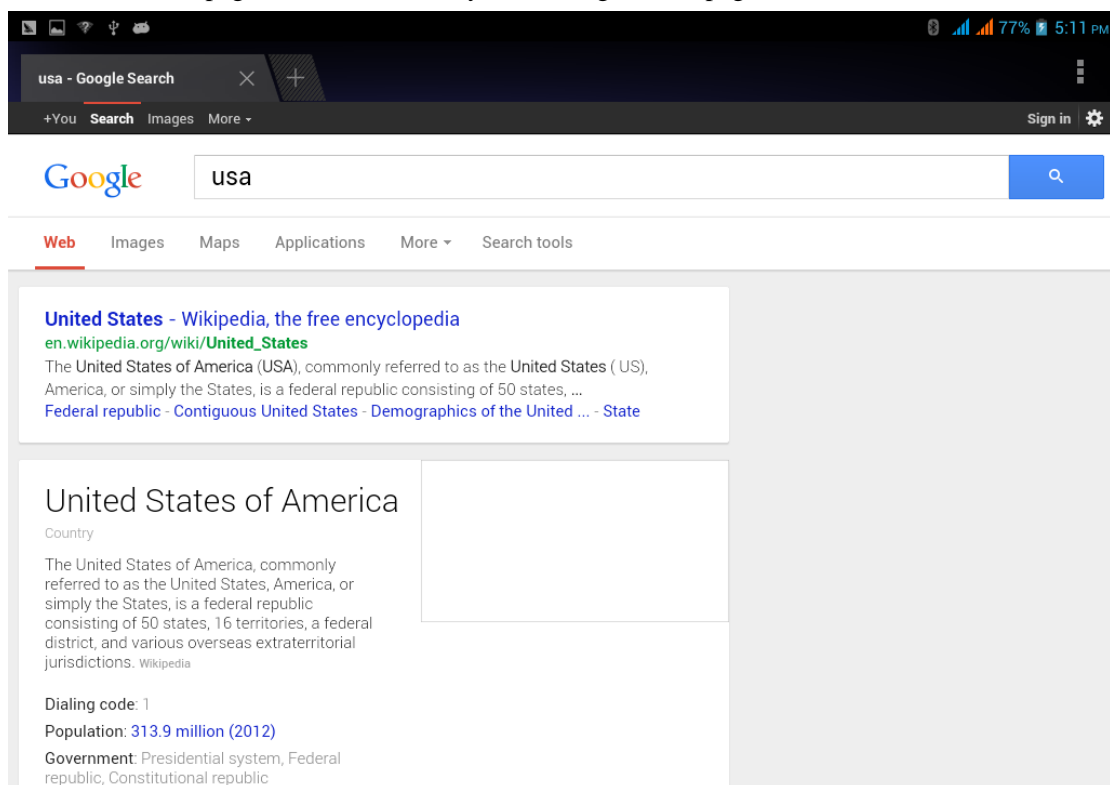 77% 5:11 PM
usa - Google Search
+You Search Images More
Sign in
Google usa
Web Images Maps Applications More Search tools
United States - Wikipedia, the free encyclopedia
en.wikipedia.org/wiki/United_States
The United States of America (USA), commonly referred to as the United States ( US),
America, or simply the States, is a federal republic consisting of 50 states, ...
Federal republic - Contiguous United States - Demographics of the United ... - State
United States of America
Country
The United States of America, commonly
referred to as the United States, America, or
simply the States, is a federal republic
consisting of 50 states, 16 territories, a federal
district, and various overseas extraterritorial
jurisdictions. Wikipedia
Dialing code: 1
Population: 313.9 million (2012)
Government: Presidential system, Federal
republic, Constitutional republic